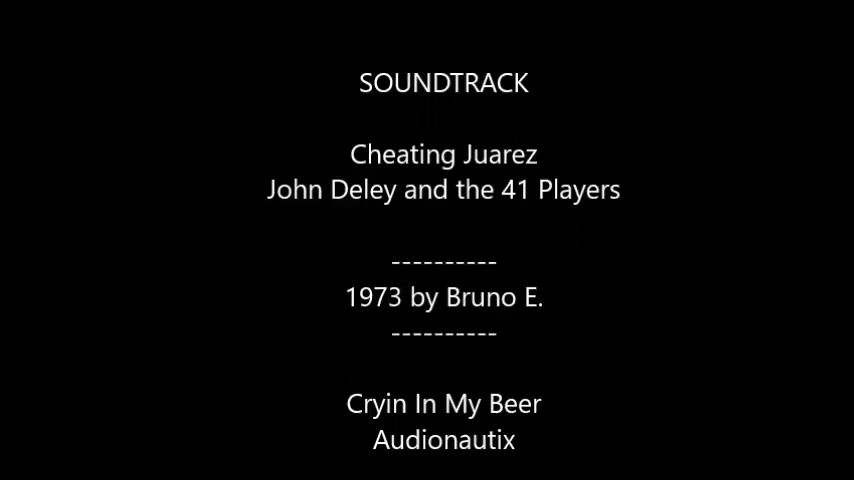 SOUNDTRACK
Cheating Juarez
John Deley and the 41 Players
----------
1973 by Bruno E.
----------
Cryin In My Beer
Audionautix